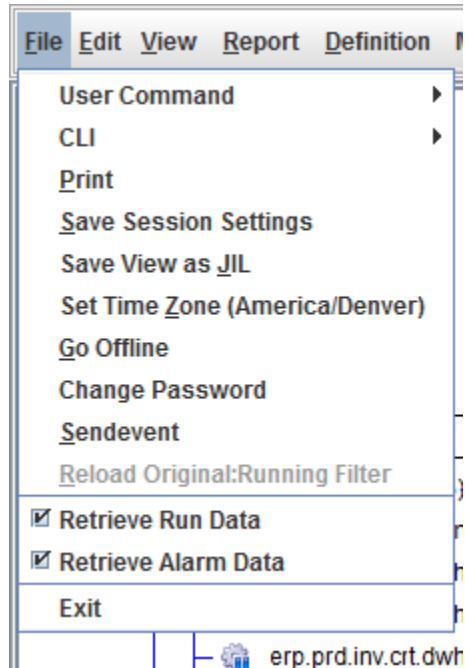 File Edit View Report Definition
User Command
CLI
Print
Save Session Settings
Save View as JIL
Set Time Zone (America/Denver)
Go Offline
Change Password
Sendevent
Reload Original:Running Filter
Retrieve Run Data
Retrieve Alarm Data
Exit
erp.prd.inv.crt.dwh